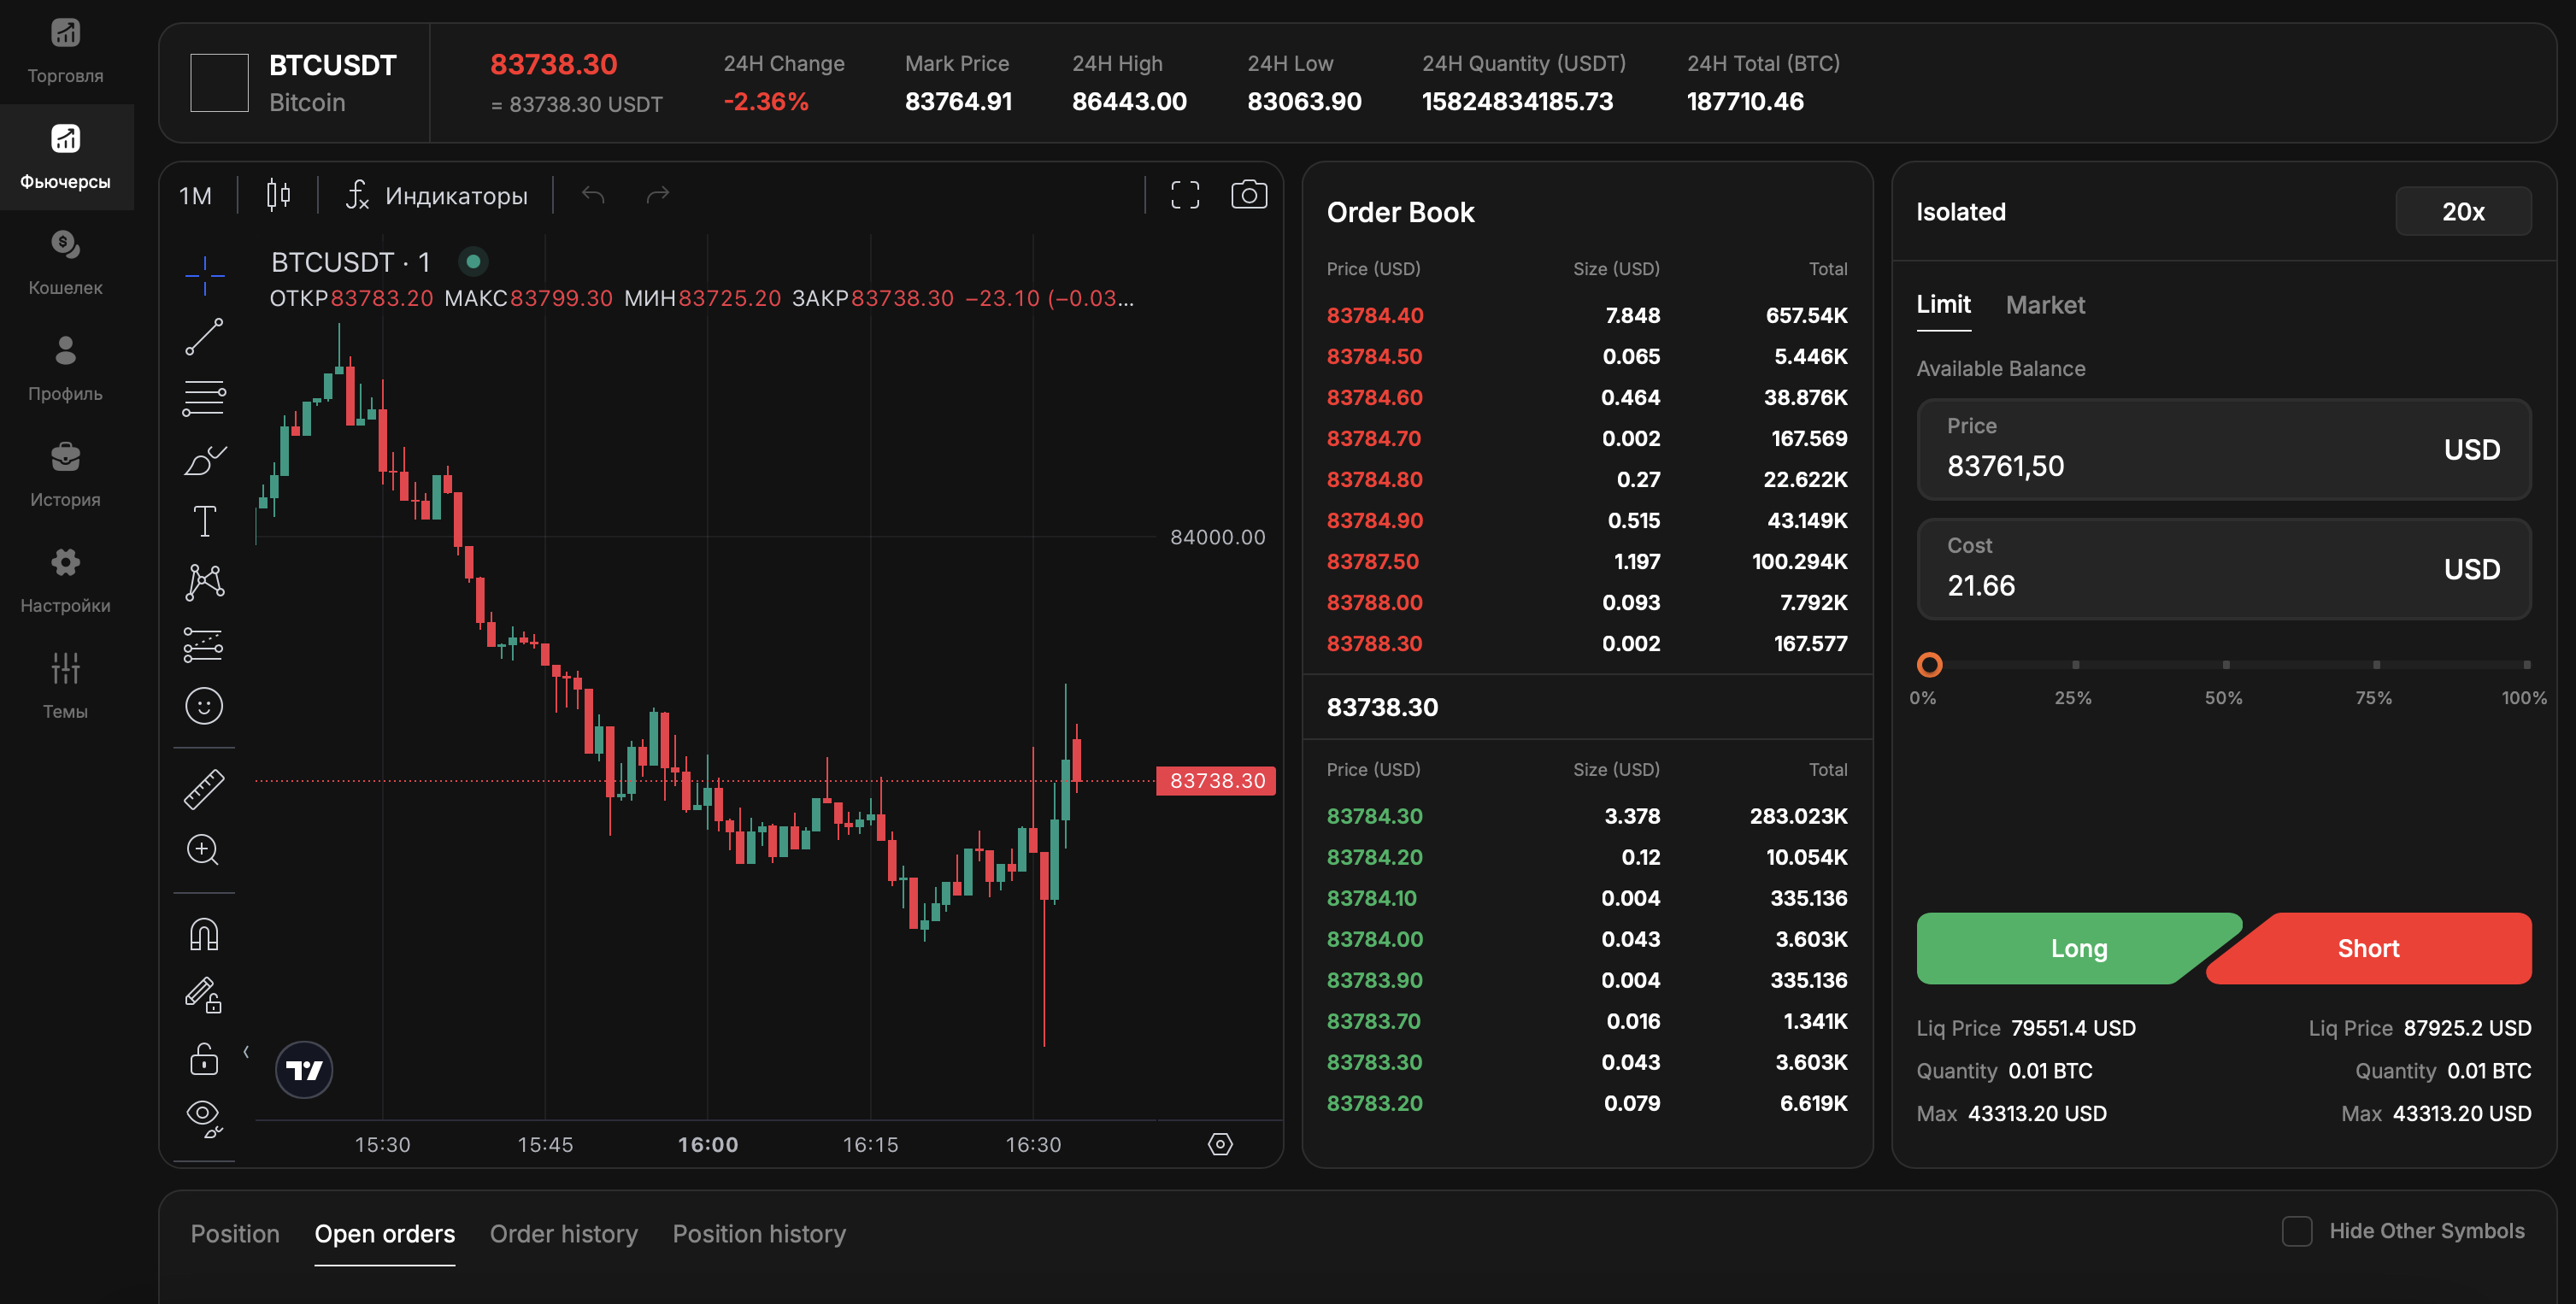 Торговля
Фьючерсы
Кошелек
Профиль
История
Настройки
Темы
BTCUSDT
Bitcoin
83738.30
= 83738.30 USDT
24H Change
-2.36%
Mark Price
83764.91
24H High
86443.00
24H Low
83063.90
24H Quantity (USDT)
15824834185.73
24H Total (BTC)
187710.46
1М
Индикаторы
BTCUSDT · 1
ОТКР83783.20 МАКС83799.30 МИН83725.20 ЗАКР83738.30 −23.10 (−0.03...
84000.00
83738.30
15:30 15:45 16:00 16:15 16:30
Order Book
Price (USD) Size (USD) Total
83784.40 7.848 657.54K
83784.50 0.065 5.446K
83784.60 0.464 38.876K
83784.70 0.002 167.569
83784.80 0.27 22.622K
83784.90 0.515 43.149K
83787.50 1.197 100.294K
83788.00 0.093 7.792K
83788.30 0.002 167.577
83738.30
Price (USD) Size (USD) Total
83784.30 3.378 283.023K
83784.20 0.12 10.054K
83784.10 0.004 335.136
83784.00 0.043 3.603K
83783.90 0.004 335.136
83783.70 0.016 1.341K
83783.30 0.043 3.603K
83783.20 0.079 6.619K
Isolated 20x
Limit Market
Available Balance
Price
83761,50 USD
Cost
21.66 USD
0% 25% 50% 75% 100%
Long Short
Liq Price 79551.4 USD Liq Price 87925.2 USD
Quantity 0.01 BTC Quantity 0.01 BTC
Max 43313.20 USD Max 43313.20 USD
Position Open orders Order history Position history Hide Other Symbols